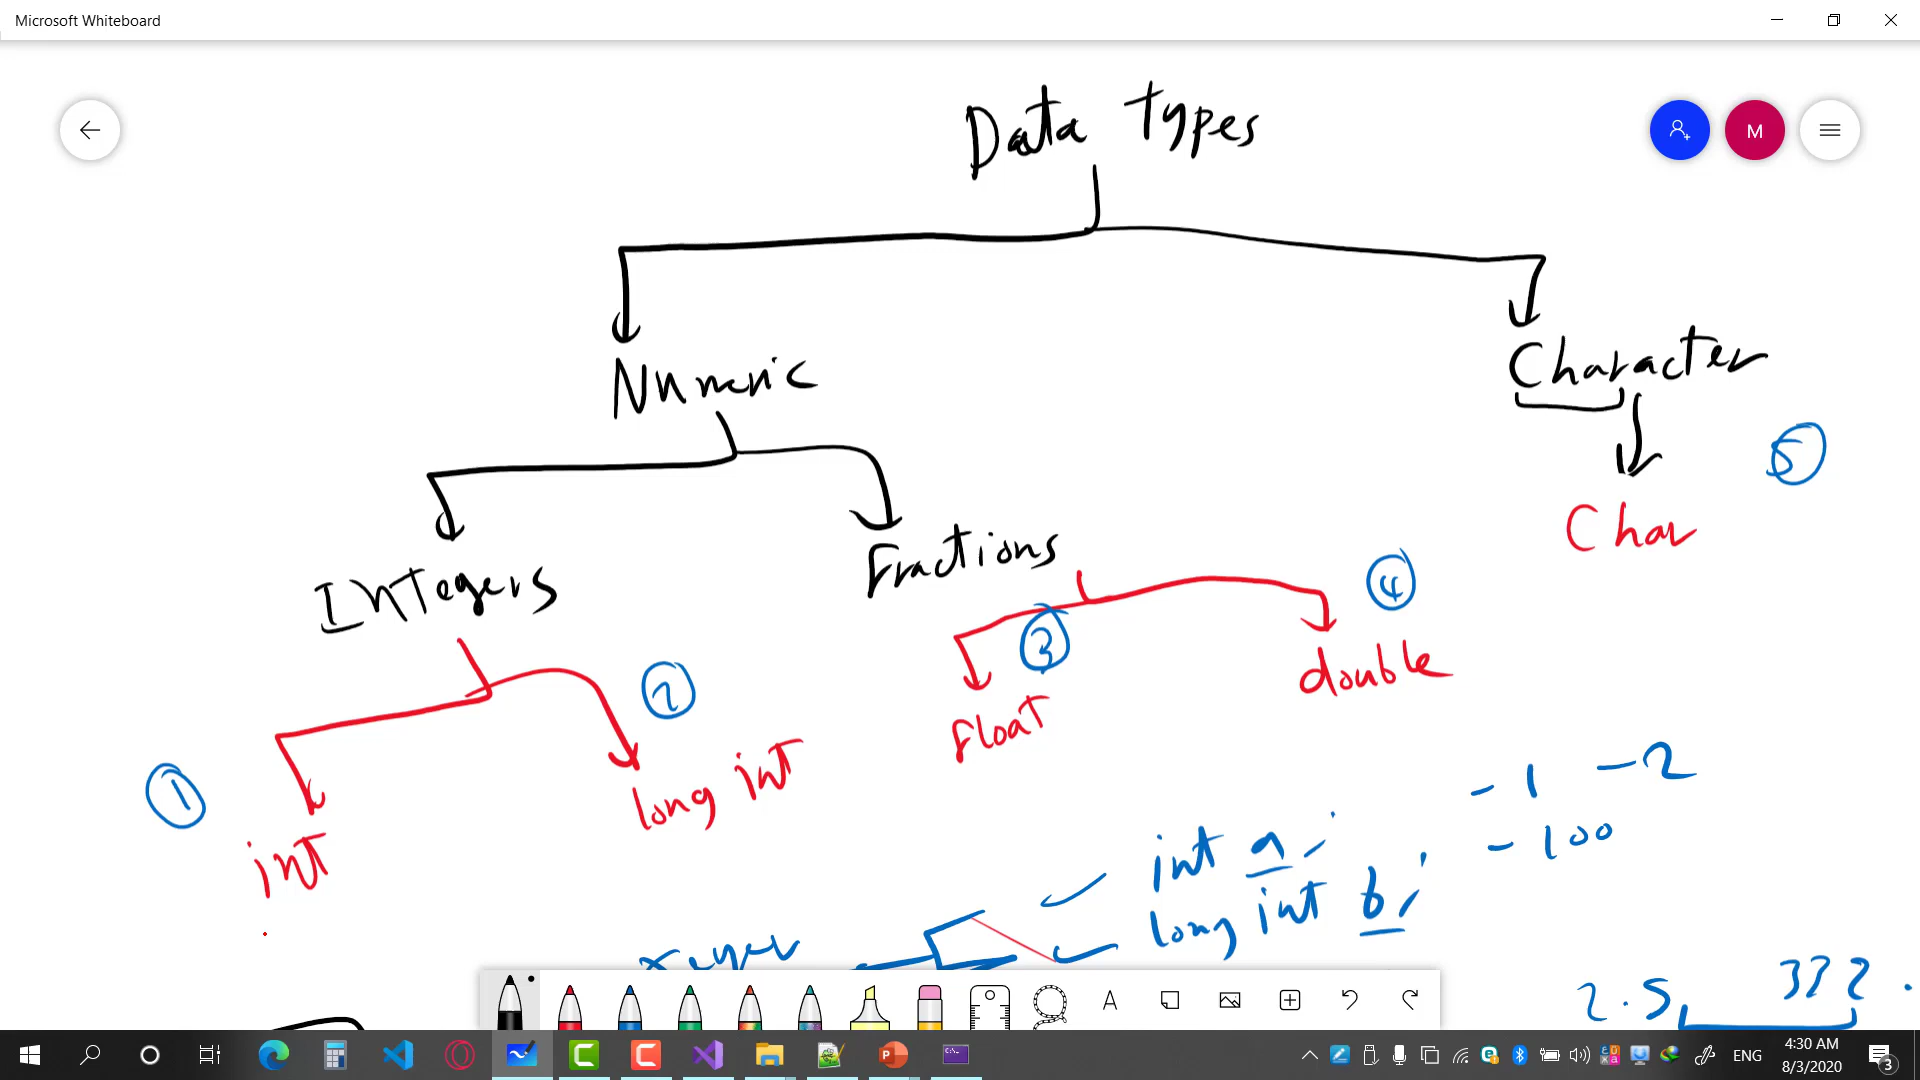 Microsoft Whiteboard
Data Types
M
Numeric
Character
5
Char
Integers
Fractions
4
3
double
2
float
long int
1
int
-1 -2
-100
int a;
long int b;
2.5
A
ENG
4:30 AM
8/3/2020
3